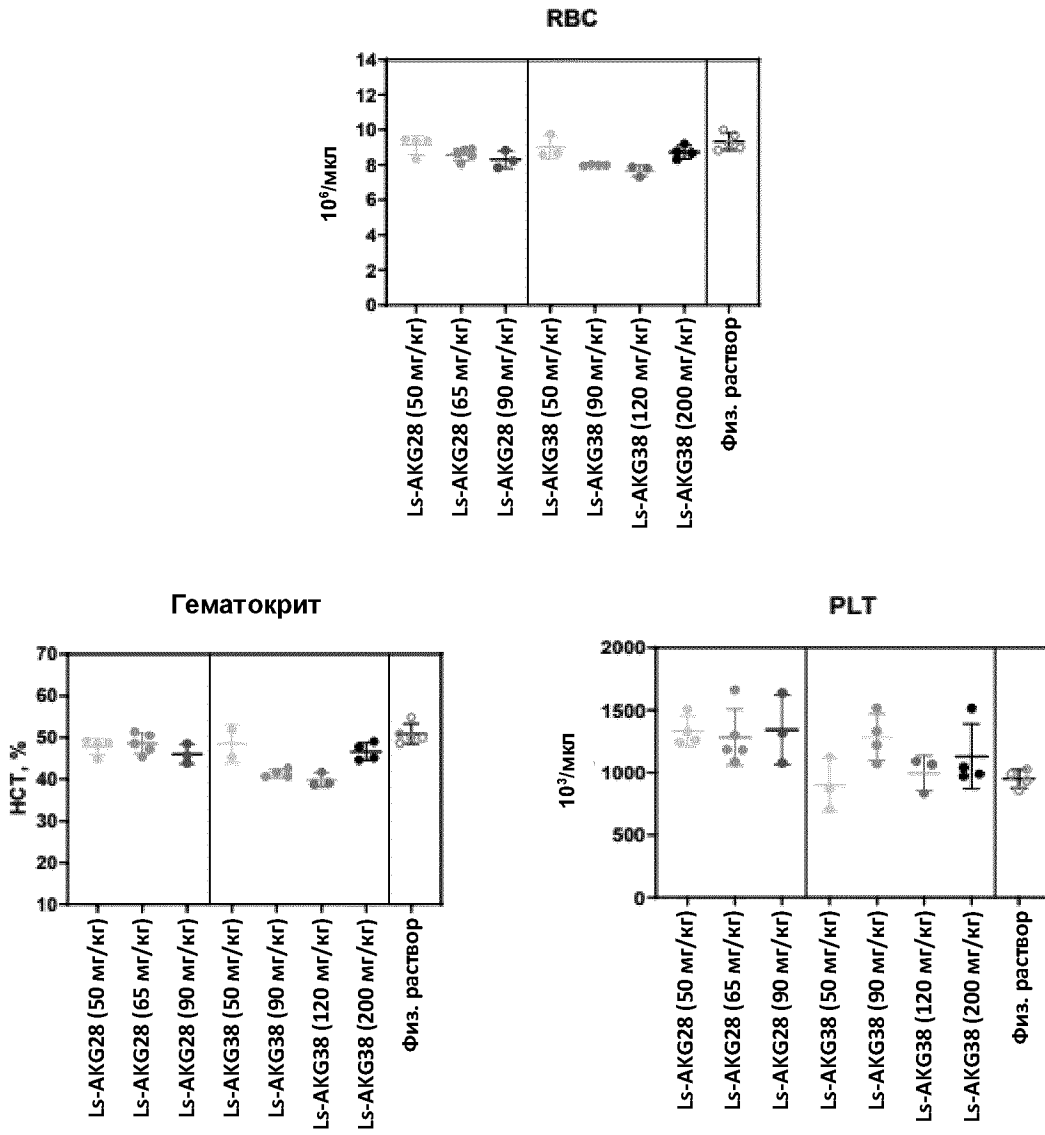 RBC
10⁶/мкл
14
12
10
8
6
4
2
0
Ls-AKG28 (50 мг/кг)
Ls-AKG28 (65 мг/кг)
Ls-AKG28 (90 мг/кг)
Ls-AKG38 (50 мг/кг)
Ls-AKG38 (90 мг/кг)
Ls-AKG38 (120 мг/кг)
Ls-AKG38 (200 мг/кг)
Физ. раствор
Гематокрит
HCT, %
70
60
50
40
30
20
10
Ls-AKG28 (50 мг/кг)
Ls-AKG28 (65 мг/кг)
Ls-AKG28 (90 мг/кг)
Ls-AKG38 (50 мг/кг)
Ls-AKG38 (90 мг/кг)
Ls-AKG38 (120 мг/кг)
Ls-AKG38 (200 мг/кг)
Физ. раствор
PLT
10³/мкл
2000
1500
1000
500
0
Ls-AKG28 (50 мг/кг)
Ls-AKG28 (65 мг/кг)
Ls-AKG28 (90 мг/кг)
Ls-AKG38 (50 мг/кг)
Ls-AKG38 (90 мг/кг)
Ls-AKG38 (120 мг/кг)
Ls-AKG38 (200 мг/кг)
Физ. раствор